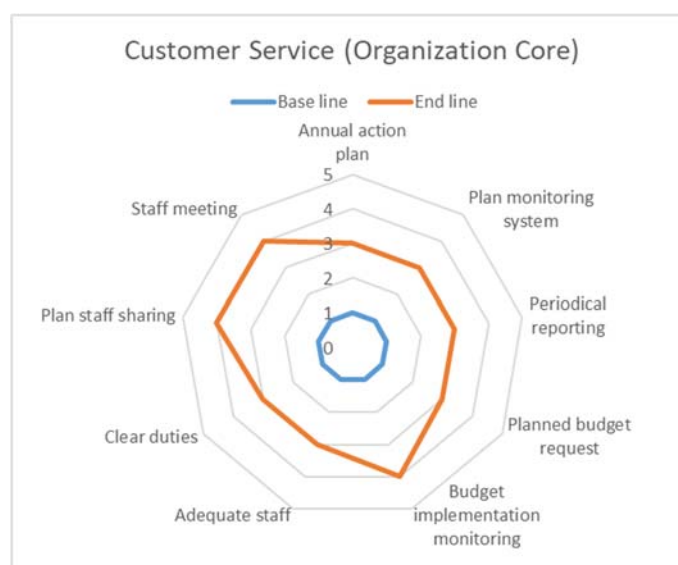 Customer Service (Organization Core)
Base line
End line
Annual action
plan
Plan monitoring
system
Periodical
reporting
Planned budget
request
Budget
implementation
monitoring
Adequate staff
Clear duties
Plan staff sharing
Staff meeting
5
4
3
2
1
0